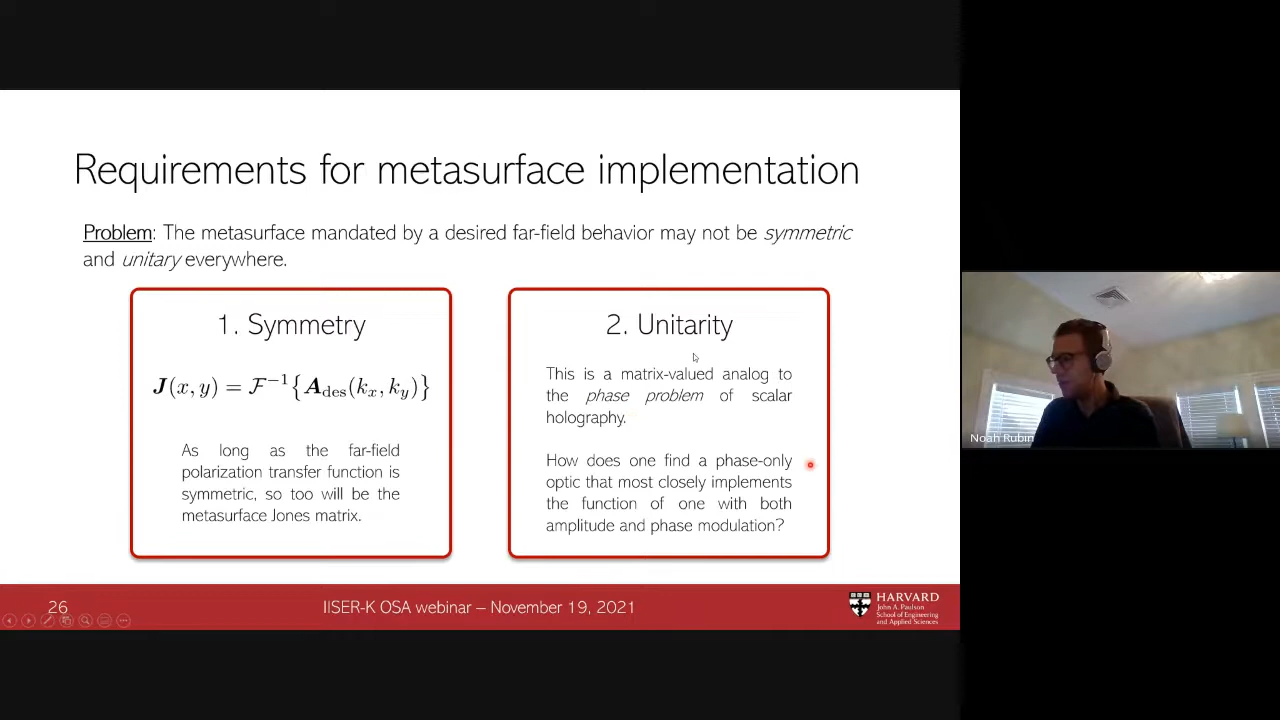 Requirements for metasurface implementation
Problem: The metasurface mandated by a desired far-field behavior may not be symmetric
and unitary everywhere.
1. Symmetry
J(x, y) = F⁻¹{A_des(k_x, k_y)}
As long as the far-field
polarization transfer function is
symmetric, so too will be the
metasurface Jones matrix.
2. Unitarity
This is a matrix-valued analog to
the phase problem of scalar
holography.
How does one find a phase-only
optic that most closely implements
the function of one with both
amplitude and phase modulation?
Noah Rubin
26
IISER-K OSA webinar – November 19, 2021
HARVARD
John A. Paulson
School of Engineering
and Applied Sciences